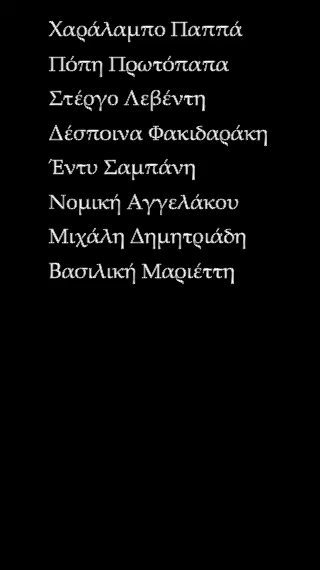 Χαράλαμπο Παππά
Πόπη Πρωτόπαπα
Στέργο Λεβέντη
Δέσποινα Φακιδαράκη
Έντυ Σαμπάνη
Νομική Αγγελάκου
Μιχάλη Δημητριάδη
Βασιλική Μαριέττη